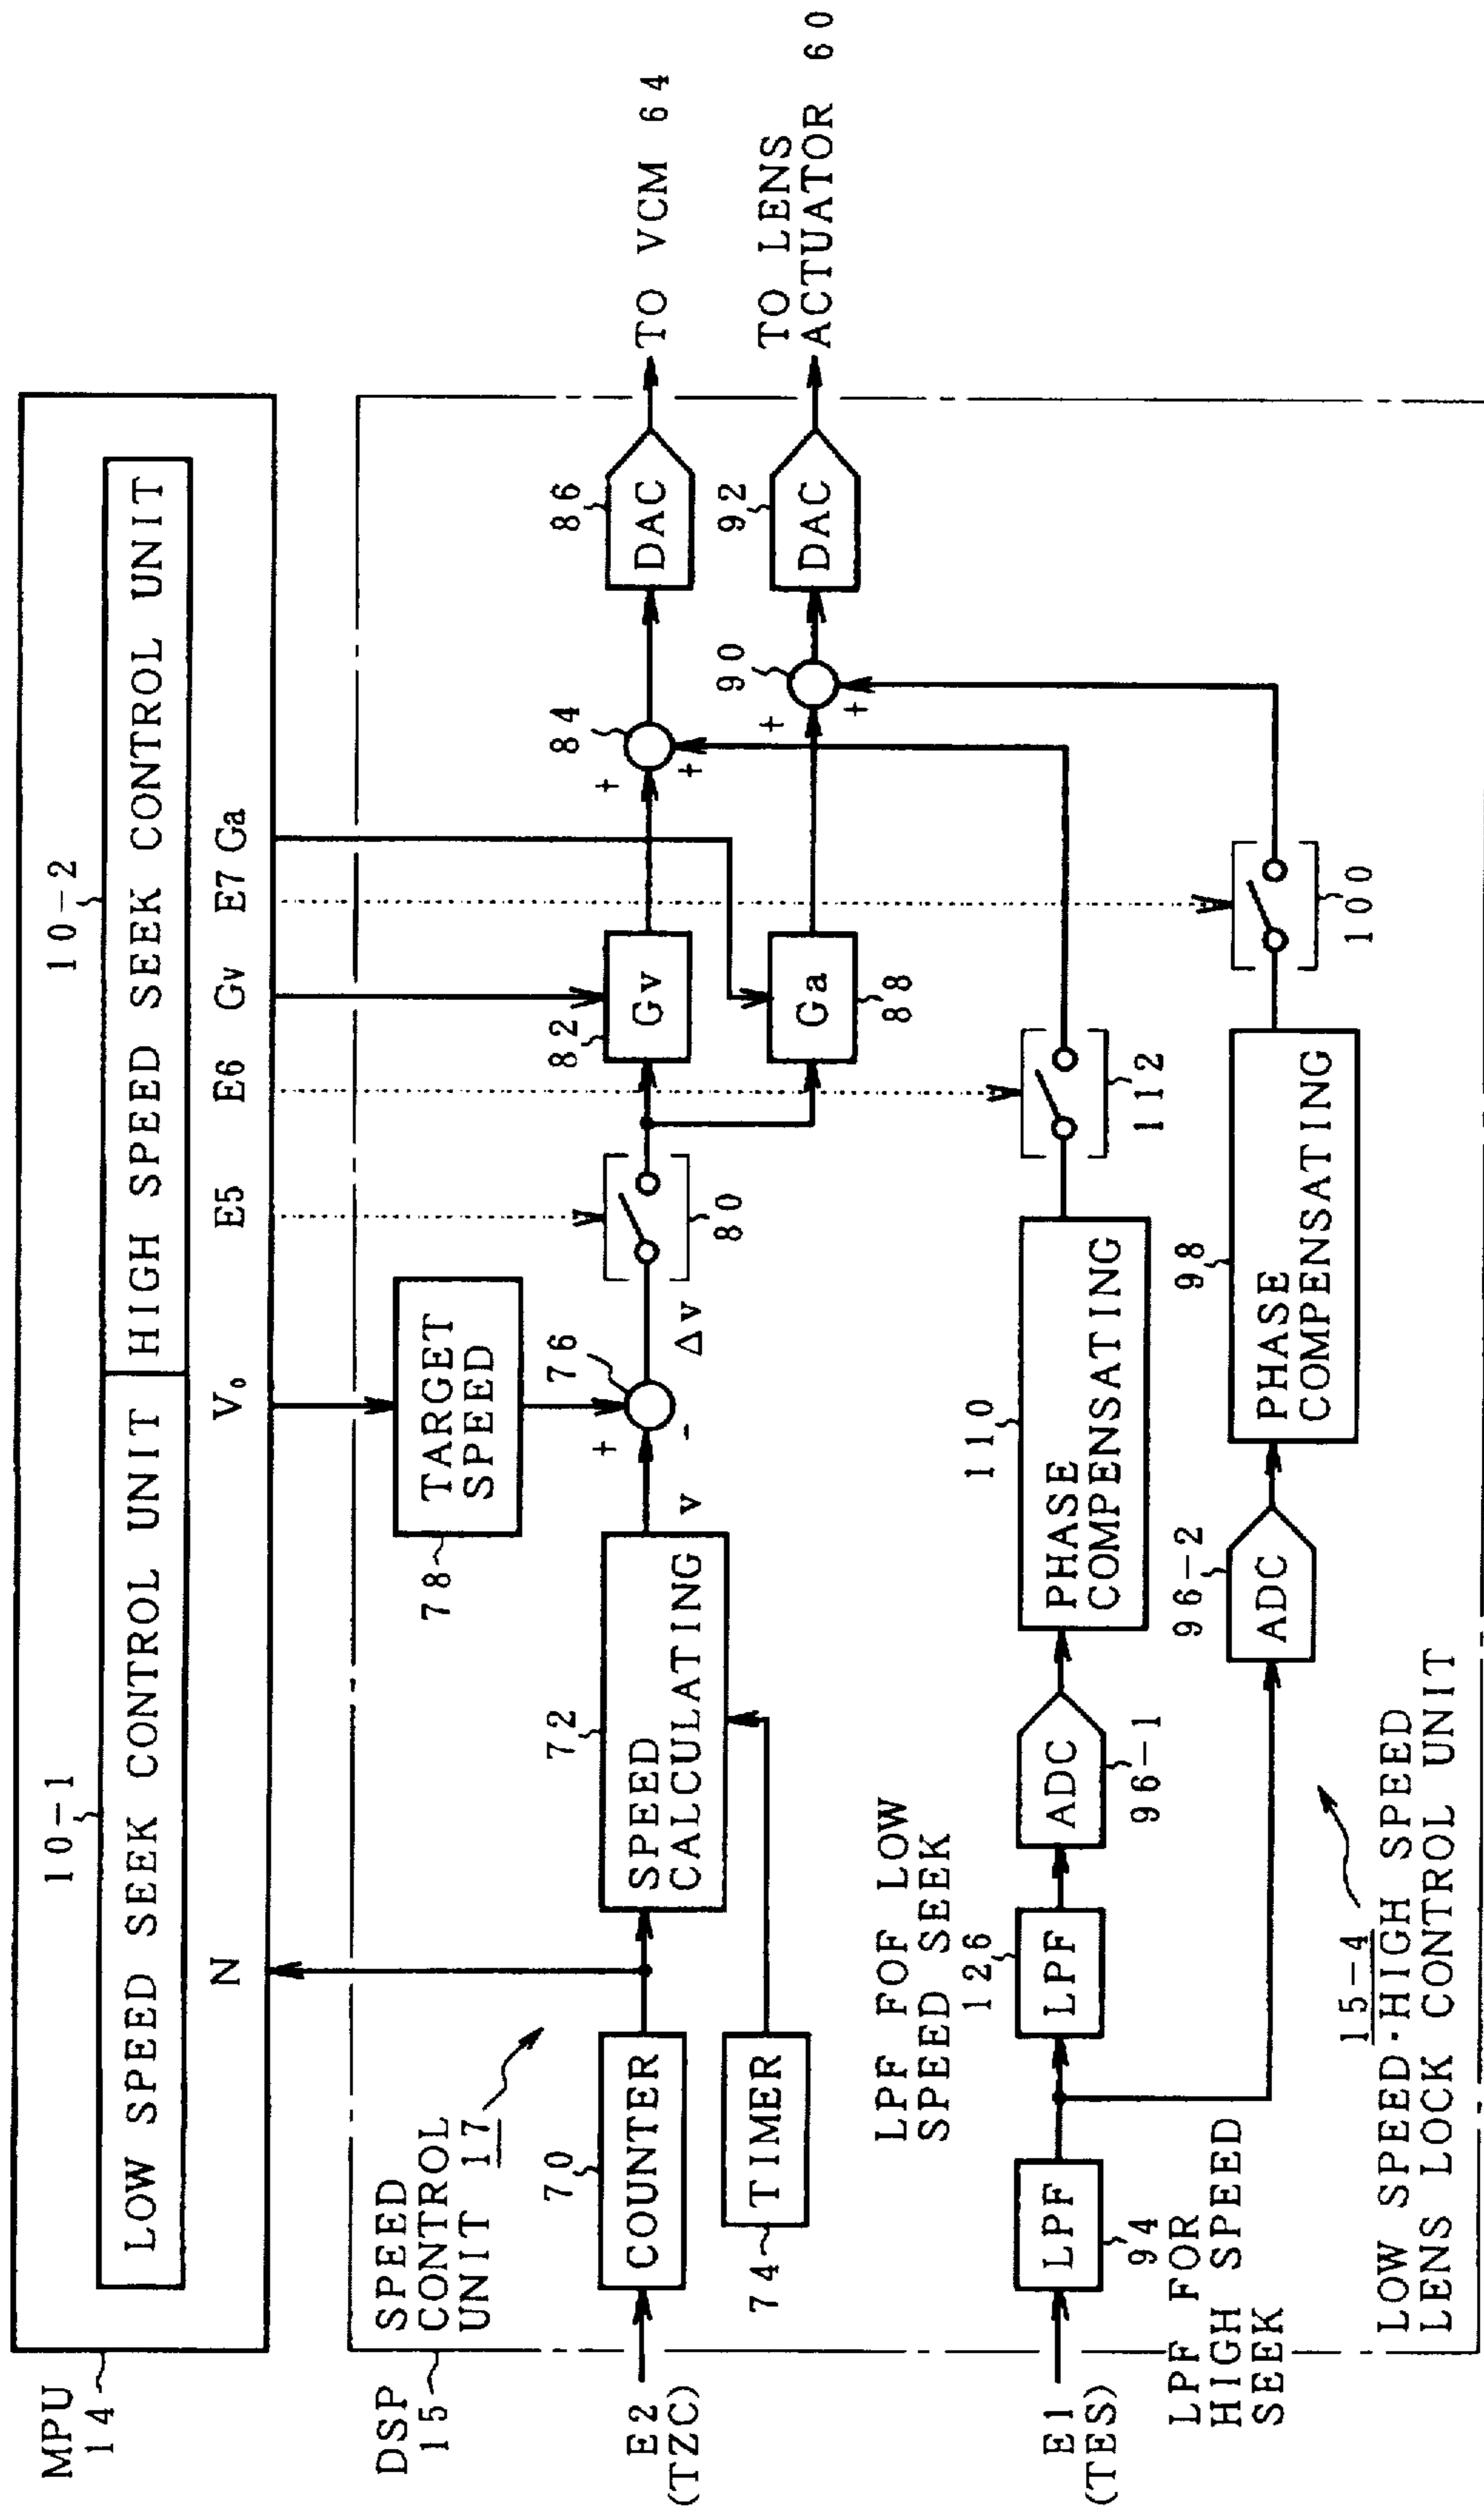 MPU
14
10-1
10-2
LOW SPEED SEEK CONTROL UNIT
HIGH SPEED SEEK CONTROL UNIT
N
V₀
E5
E6
Gv
E7
Ga
DSP
15
SPEED
CONTROL
UNIT 17
78
TARGET
SPEED
E2
(TZC)
70
COUNTER
72
SPEED
CALCULATING
v
+
-
76
Δv
80
82
Gv
+
+
84
86
DAC
TO VCM 64
74
TIMER
Ga
88
+
+
90
92
DAC
TO LENS
ACTUATOR 60
LPF FOF LOW
SPEED SEEK
E1
(TES)
LPF
94
126
LPF
ADC
96-1
110
PHASE
COMPENSATING
112
LPF FOR
HIGH SPEED
SEEK
96-2
ADC
98
PHASE
COMPENSATING
100
15-4
LOW SPEED·HIGH SPEED
LENS LOCK CONTROL UNIT